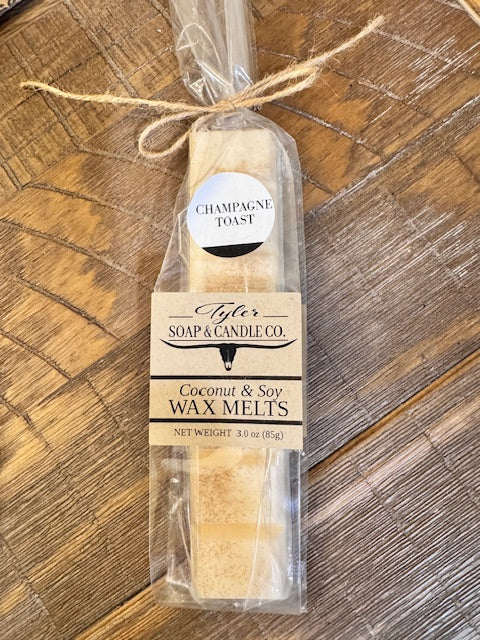 CHAMPAGNE
TOAST
Tyler
SOAP & CANDLE CO.
Coconut & Soy
WAX MELTS
NET WEIGHT 3.0 oz (85g)